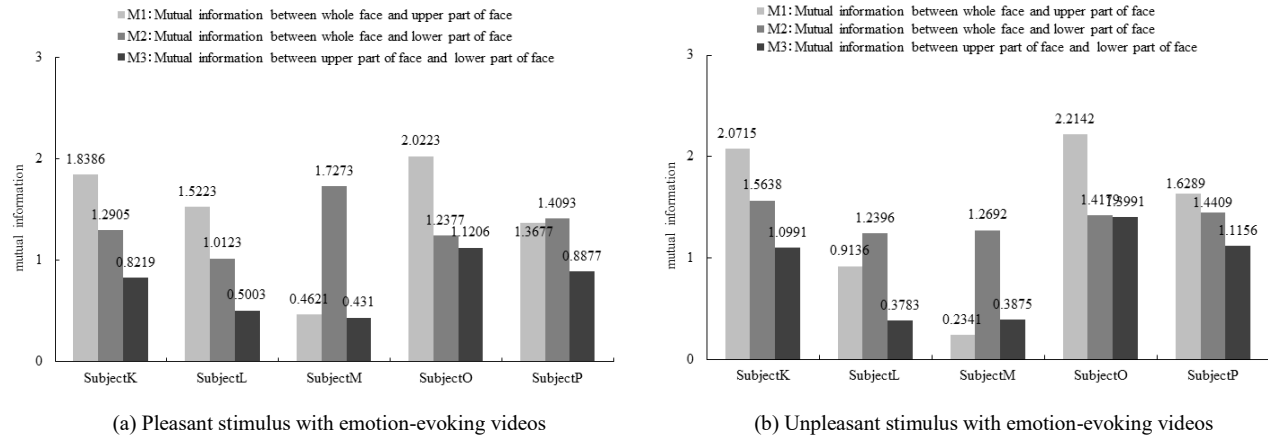 M1:Mutual information between whole face and upper part of face
M2:Mutual information between whole face and lower part of face
M3:Mutual information between upper part of face and lower part of face
3
2
1
0
mutual information
1.8386
1.2905
0.8219
1.5223
1.0123
0.5003
0.4621
1.7273
0.431
2.0223
1.2377
1.1206
1.3677
1.4093
0.8877
SubjectK
SubjectL
SubjectM
SubjectO
SubjectP
(a) Pleasant stimulus with emotion-evoking videos
M1:Mutual information between whole face and upper part of face
M2:Mutual information between whole face and lower part of face
M3:Mutual information between upper part of face and lower part of face
3
2
1
0
mutual information
2.0715
1.5638
1.0991
0.9136
1.2396
0.3783
0.2341
1.2692
0.3875
2.2142
1.4179
1.3991
1.6289
1.4409
1.1156
SubjectK
SubjectL
SubjectM
SubjectO
SubjectP
(b) Unpleasant stimulus with emotion-evoking videos